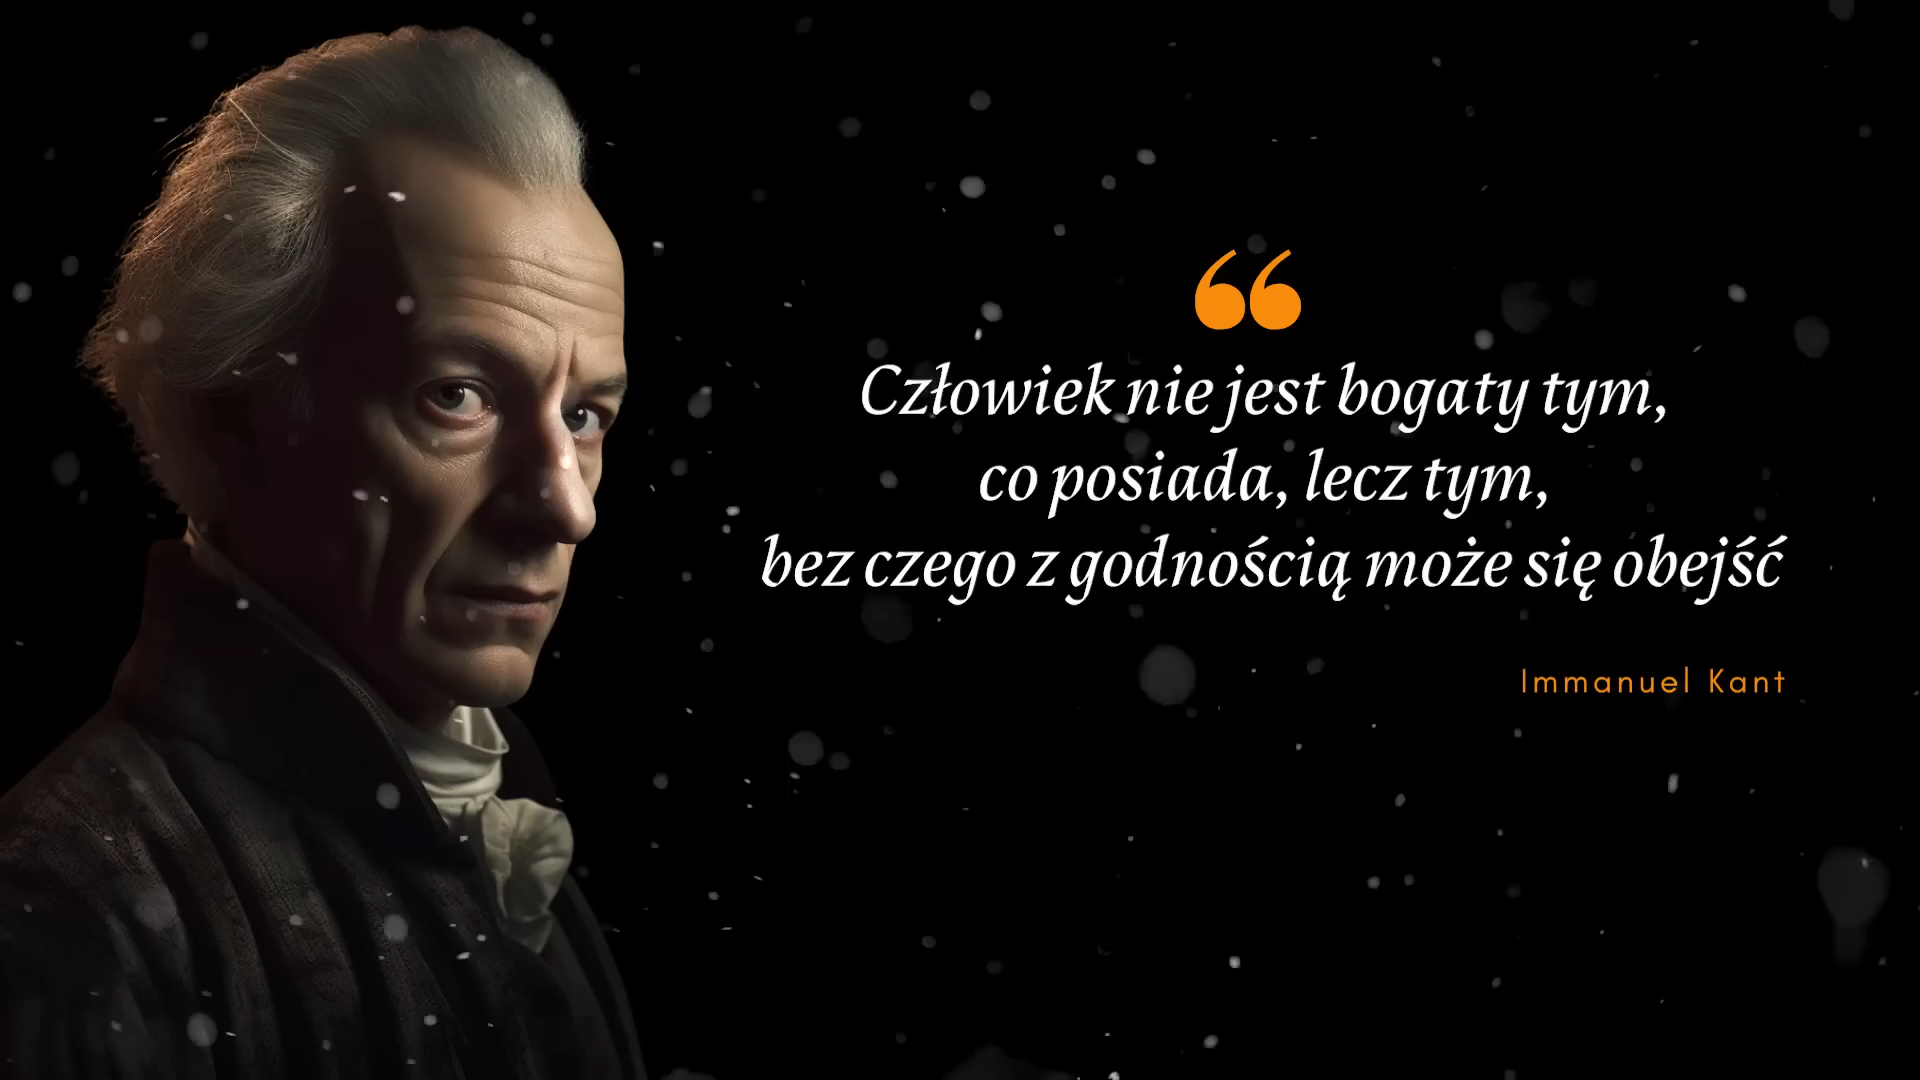 Człowiek nie jest bogaty tym,
co posiada, lecz tym,
bez czego z godnością może się obejść
Immanuel Kant